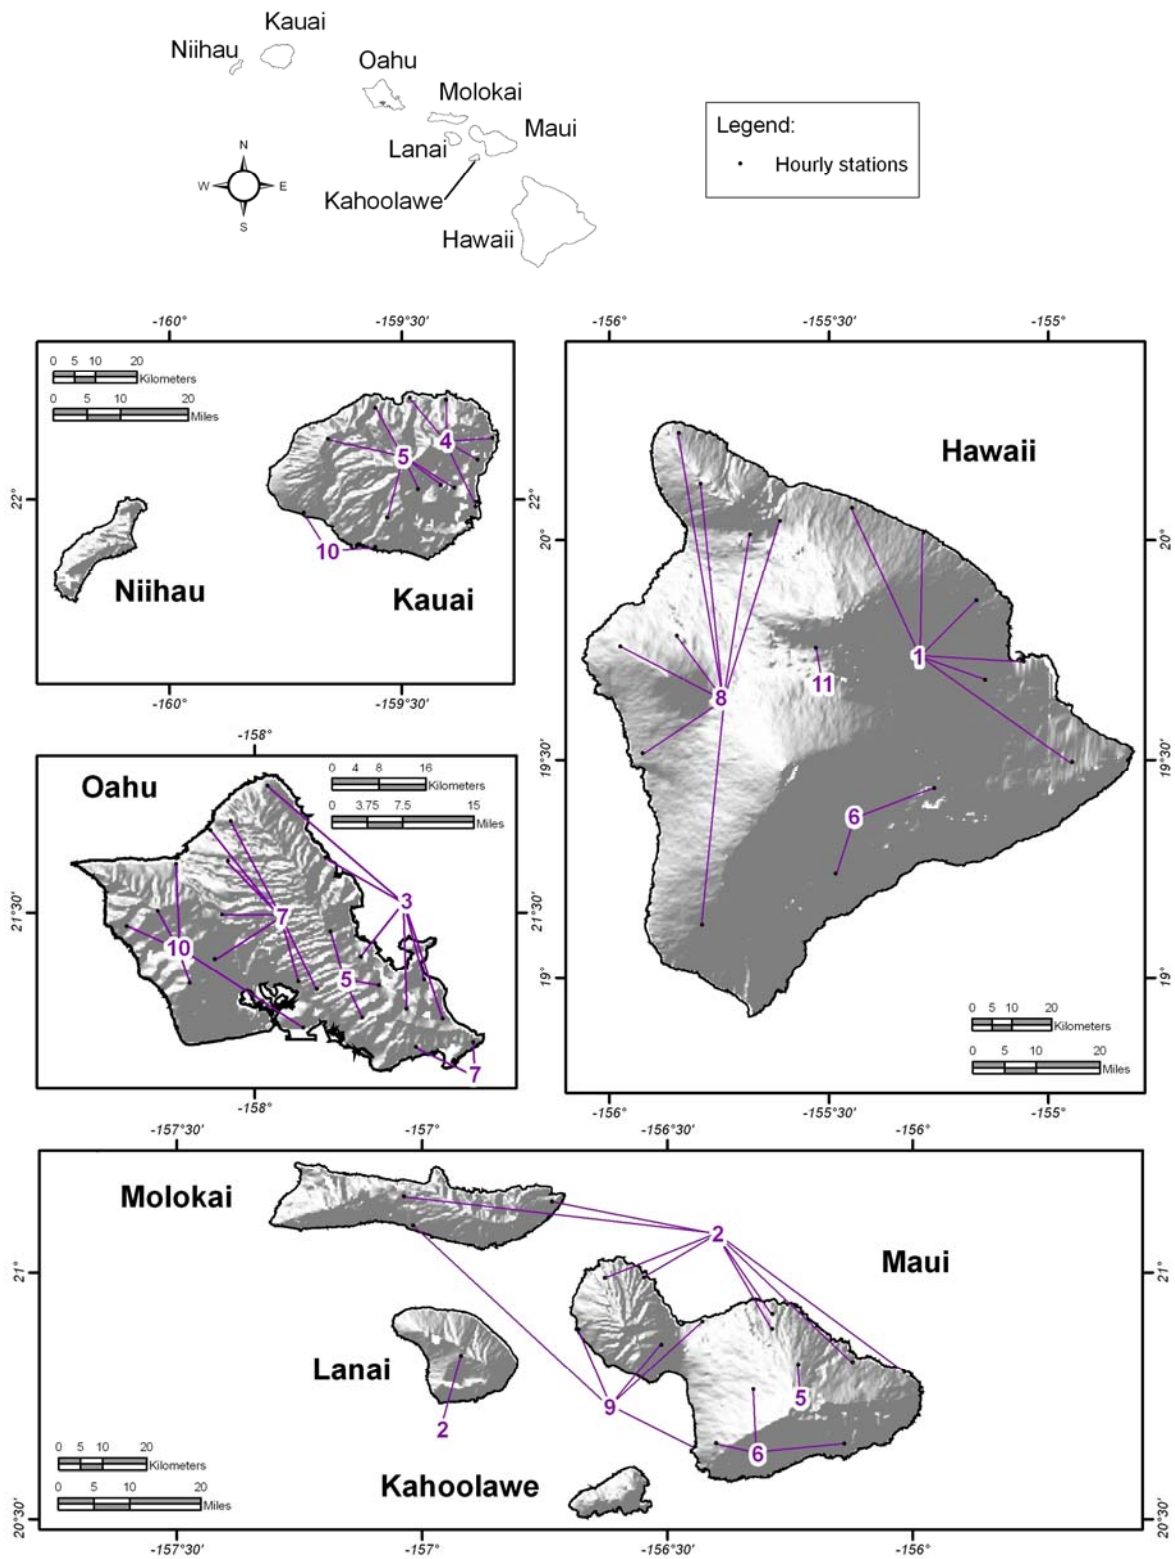 Kauai
Niihau
Oahu
Molokai
Maui
Lanai
Kahoolawe
Hawaii
N
W E
S
Legend:
Hourly stations
-160° -159°30'
0 5 10 20
Kilometers
0 5 10 20
Miles
5 4
22° 22°
10
Niihau
Kauai
-160° -159°30'
-156° -155°30' -155°
Hawaii
20°
1
11
8
19°30'
6
19°
0 5 10 20
Kilometers
0 5 10 20
Miles
-156° -155°30' -155°
-158°
Oahu
0 4 8 16
Kilometers
0 3.75 7.5 15
Miles
3
21°30' 21°30'
7
10
5
7
-158°
-157°30' -157° -156°30' -156°
Molokai
2
Maui
21° 21°
Lanai
5
9
2
6
Kahoolawe
0 5 10 20
Kilometers
0 5 10 20
Miles
20°30' 20°30'
-157°30' -157° -156°30' -156°